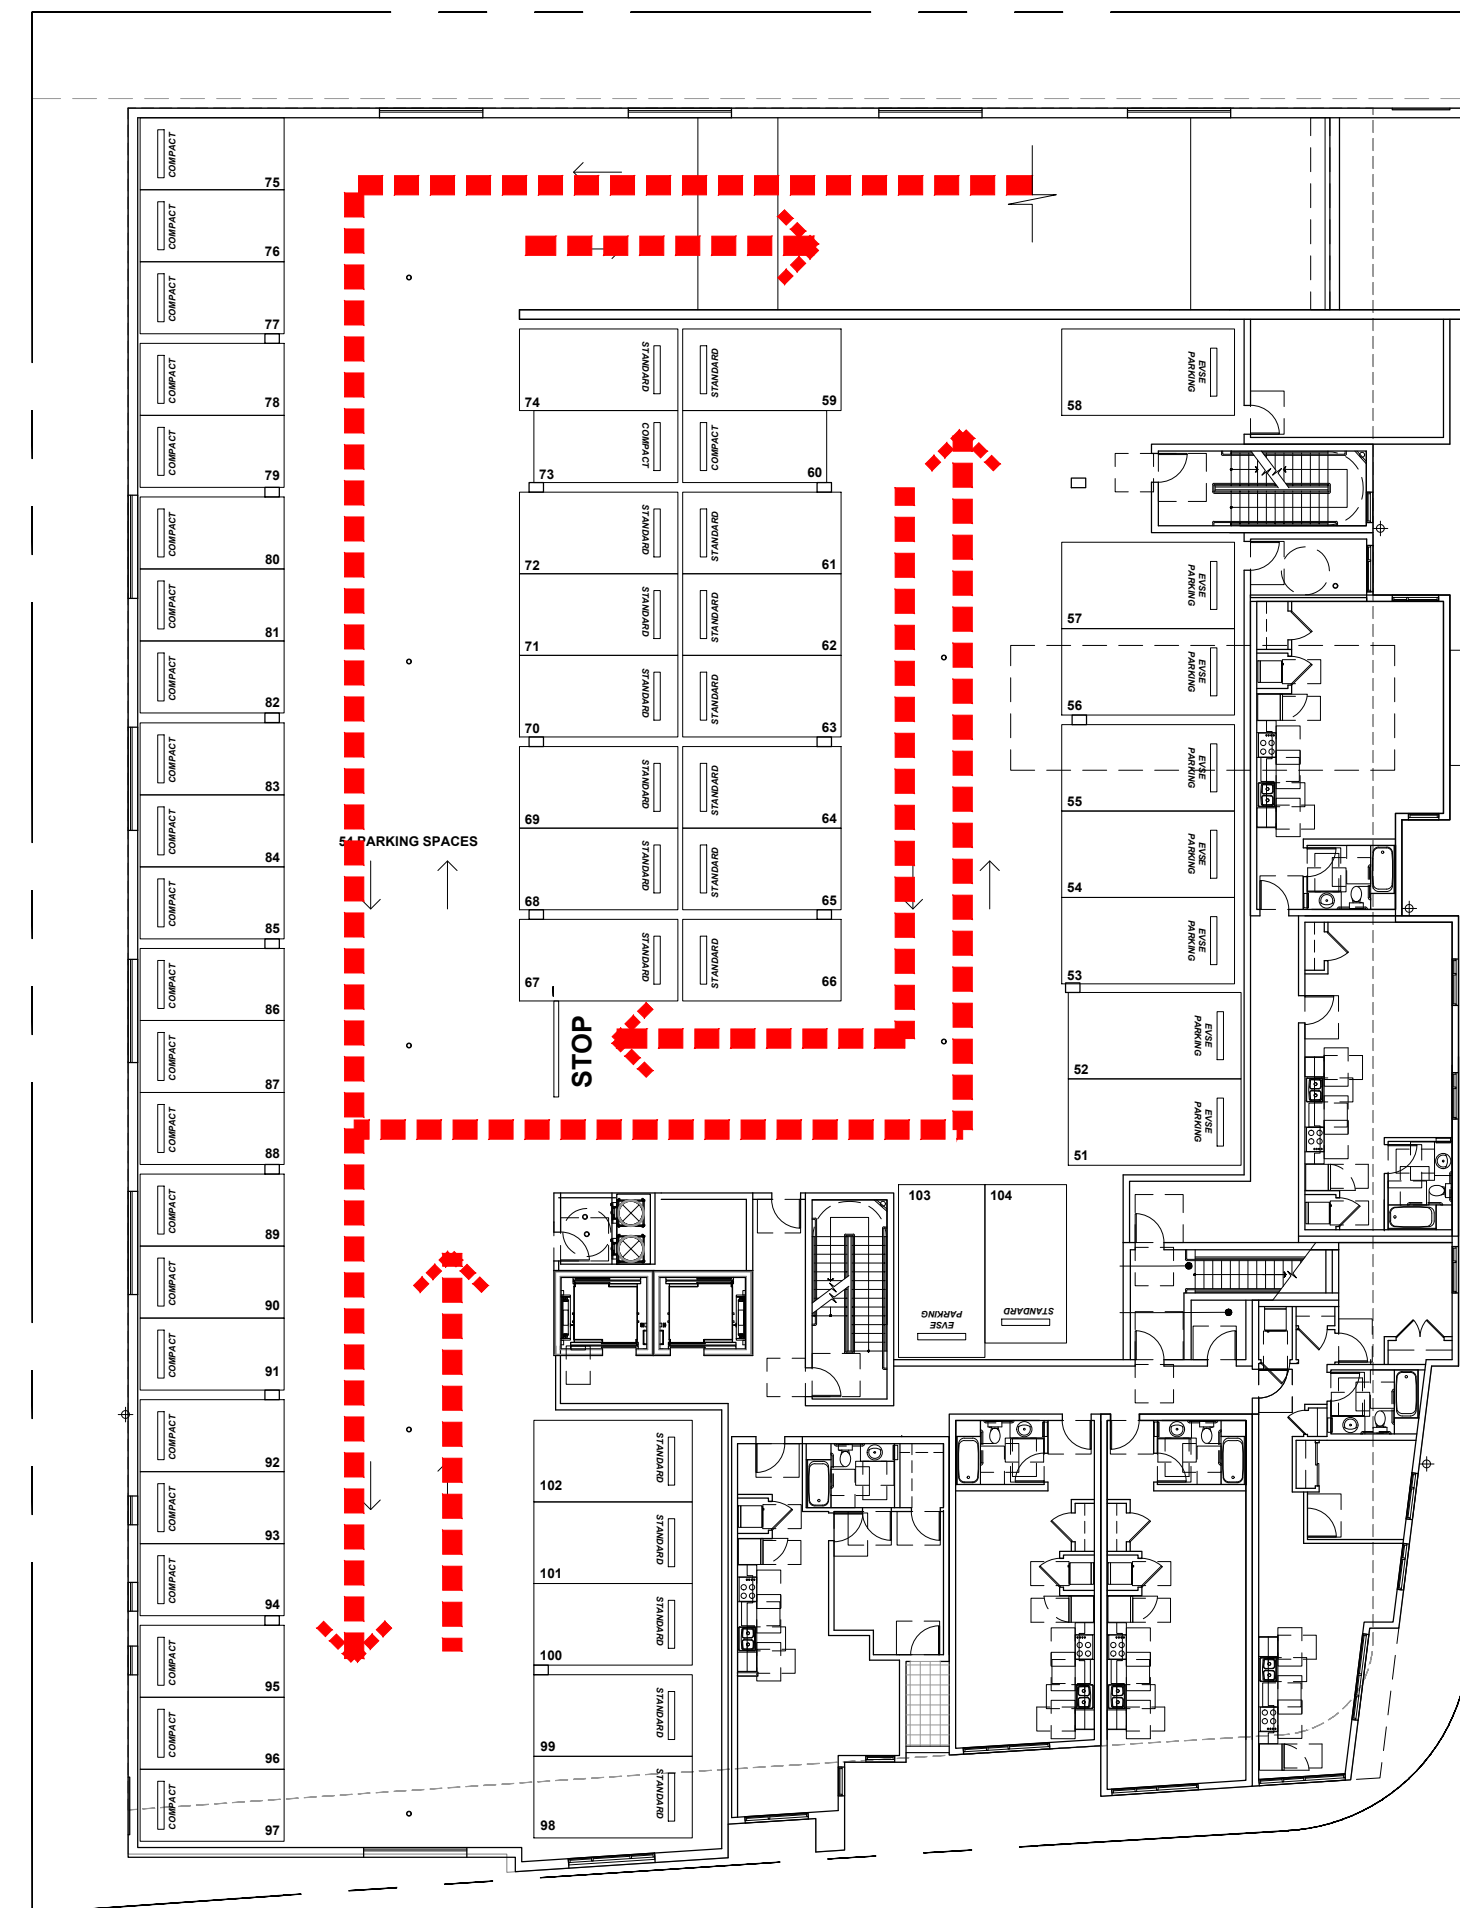 COMPACT
75
COMPACT
76
COMPACT
77
COMPACT
78
COMPACT
79
COMPACT
80
COMPACT
81
COMPACT
82
COMPACT
83
COMPACT
84
COMPACT
85
COMPACT
86
COMPACT
87
COMPACT
88
COMPACT
89
COMPACT
90
COMPACT
91
COMPACT
92
COMPACT
93
COMPACT
94
COMPACT
95
COMPACT
96
COMPACT
97
54 PARKING SPACES
STANDARD
74
COMPACT
73
STANDARD
72
STANDARD
71
STANDARD
70
STANDARD
69
STANDARD
68
STANDARD
67
STANDARD
59
COMPACT
60
STANDARD
61
STANDARD
62
STANDARD
63
STANDARD
64
STANDARD
65
STANDARD
66
STOP
EVSE
PARKING
58
EVSE
PARKING
57
EVSE
PARKING
56
EVSE
PARKING
55
EVSE
PARKING
54
EVSE
PARKING
53
EVSE
PARKING
52
EVSE
PARKING
51
103
EVSE
PARKING
104
STANDARD
STANDARD
102
STANDARD
101
STANDARD
100
STANDARD
99
STANDARD
98